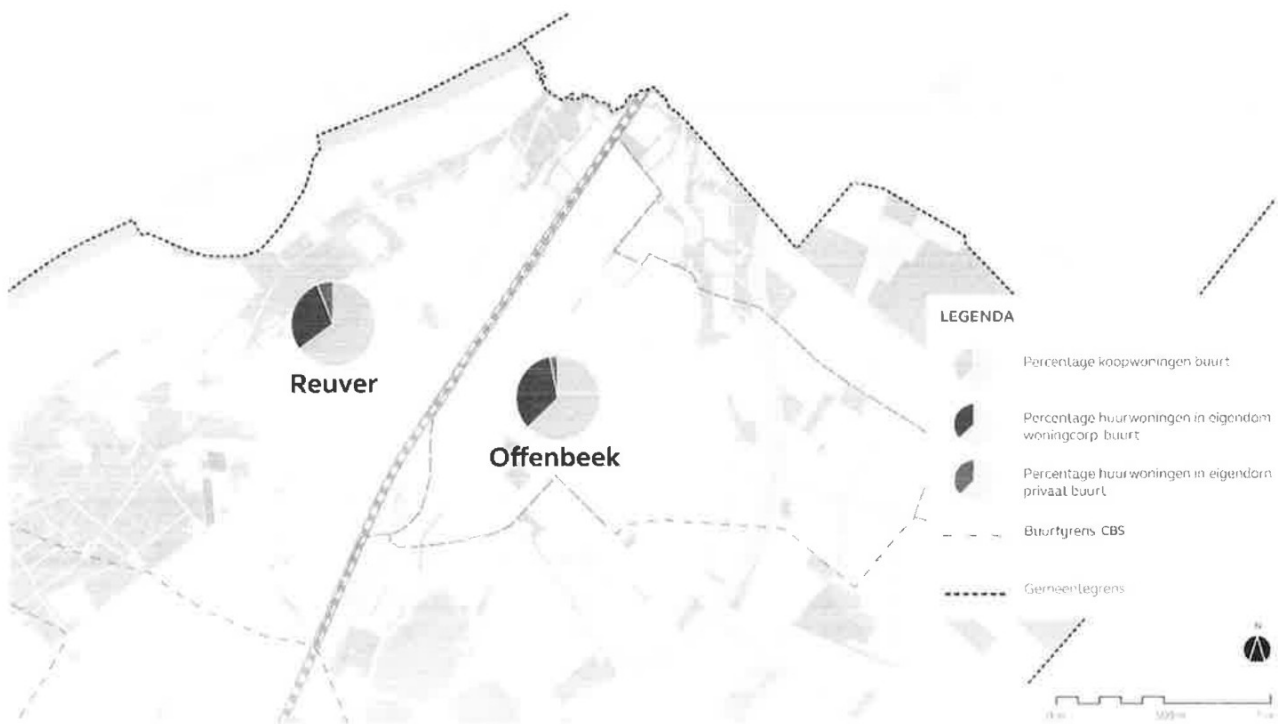 Reuver
Offenbeek
LEGENDA
Percentage koopwoningen buurt
Percentage huurwoningen in eigendom
woningcorp buurt
Percentage huurwoningen in eigendom
privaat buurt
Buurtgrens CBS
Gemeentegrens
N
500m